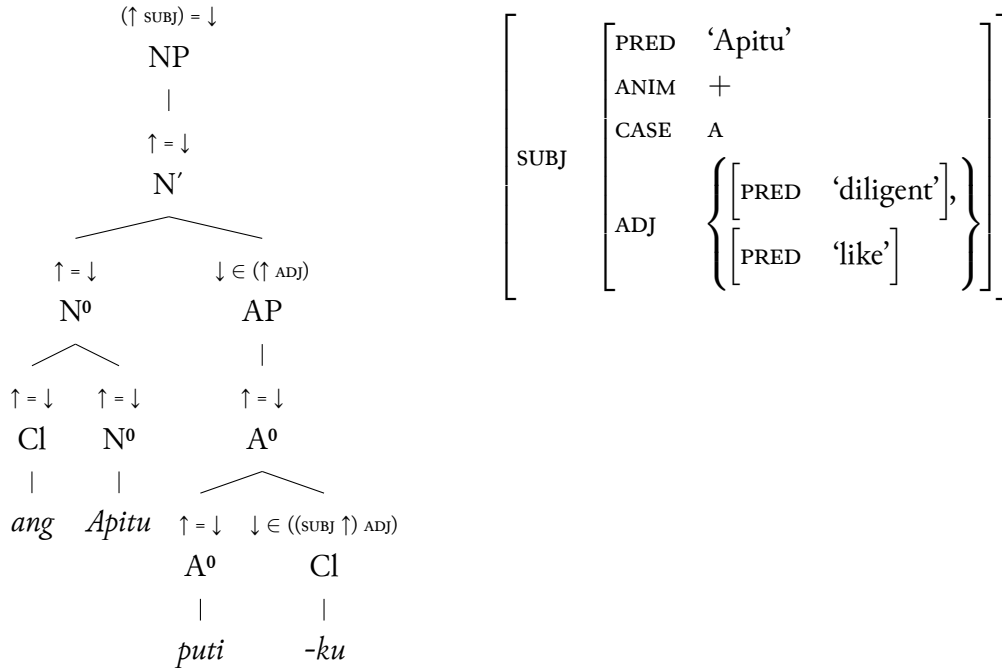 (↑ SUBJ) = ↓
NP
↑ = ↓
N′
↑ = ↓ ↓ ∈ (↑ ADJ)
N⁰ AP
↑ = ↓ ↑ = ↓ ↑ = ↓
Cl N⁰ A⁰
ang Apitu ↑ = ↓ ↓ ∈ ((SUBJ ↑) ADJ)
A⁰ Cl
puti -ku
SUBJ
PRED ‘Apitu’
ANIM +
CASE A
ADJ
PRED ‘diligent’,
PRED ‘like’